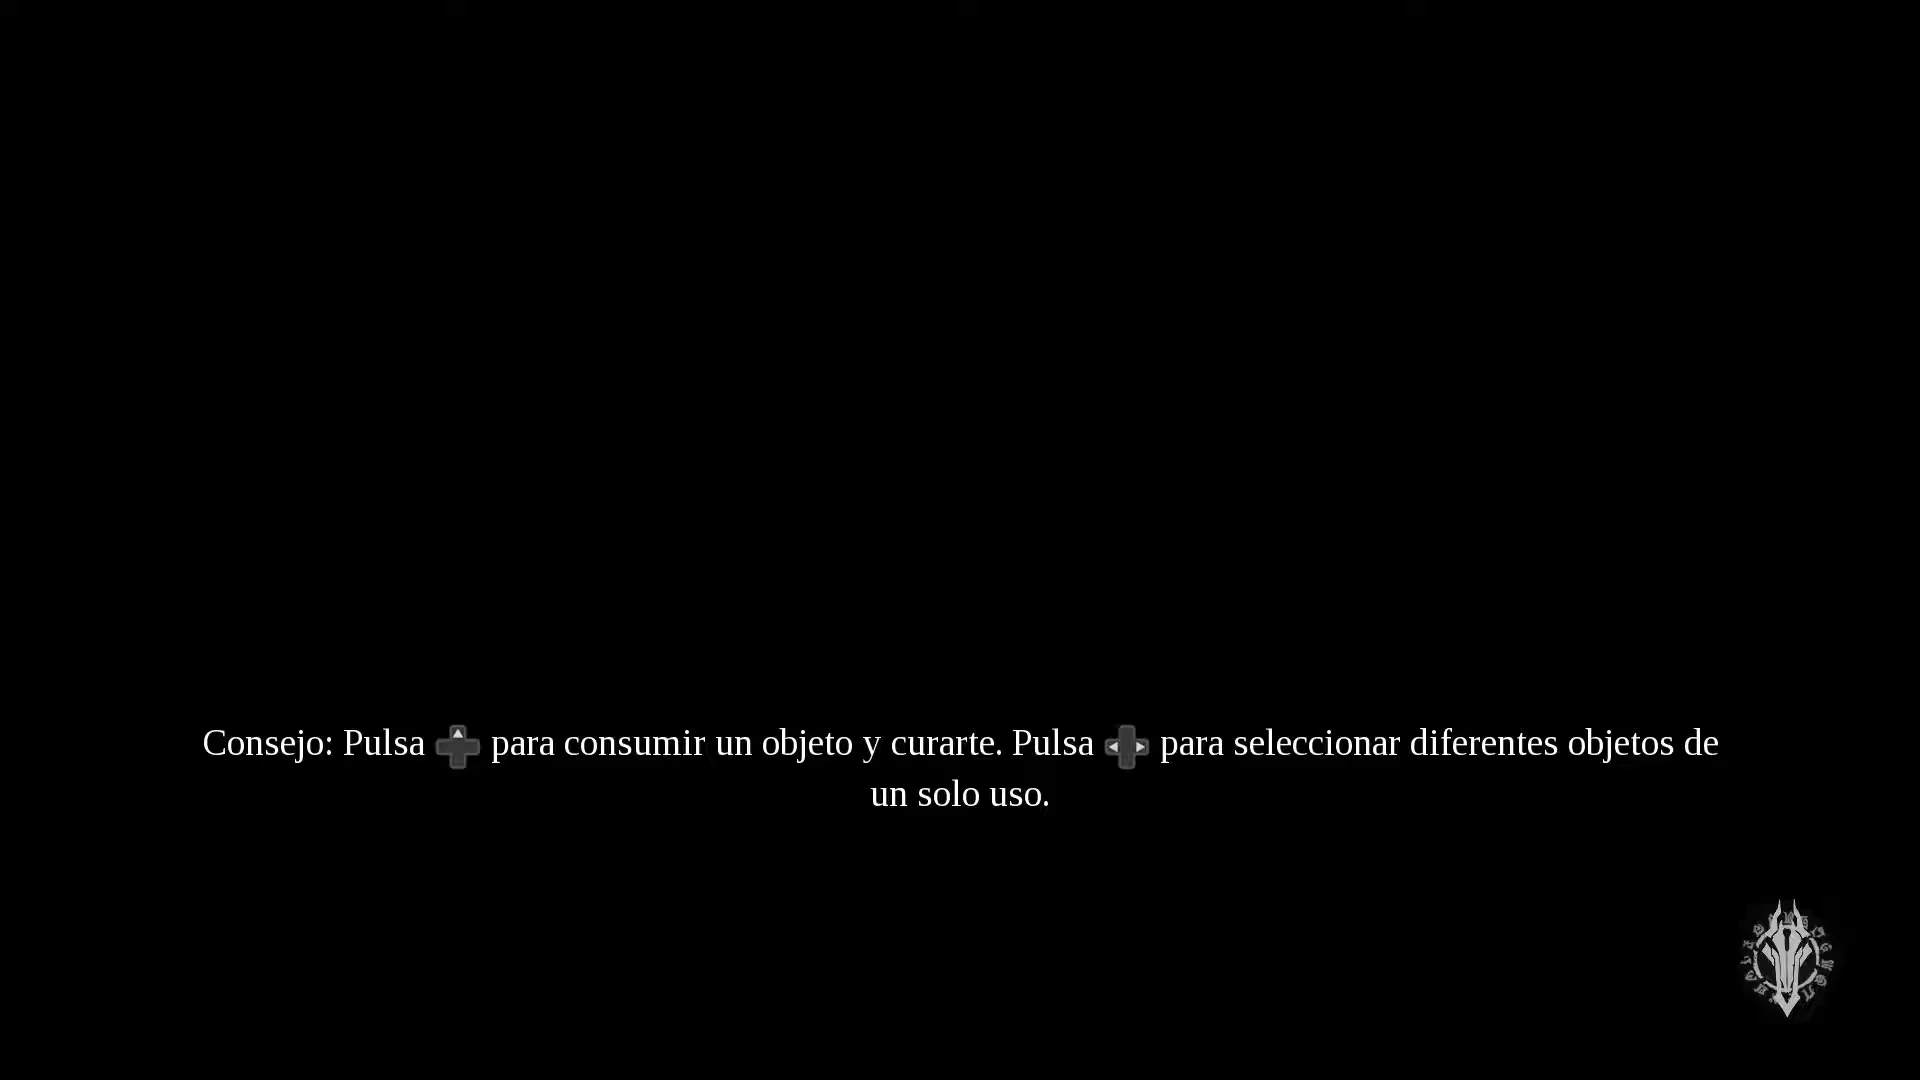 Consejo: Pulsa para consumir un objeto y curarte. Pulsa para seleccionar diferentes objetos de
un solo uso.